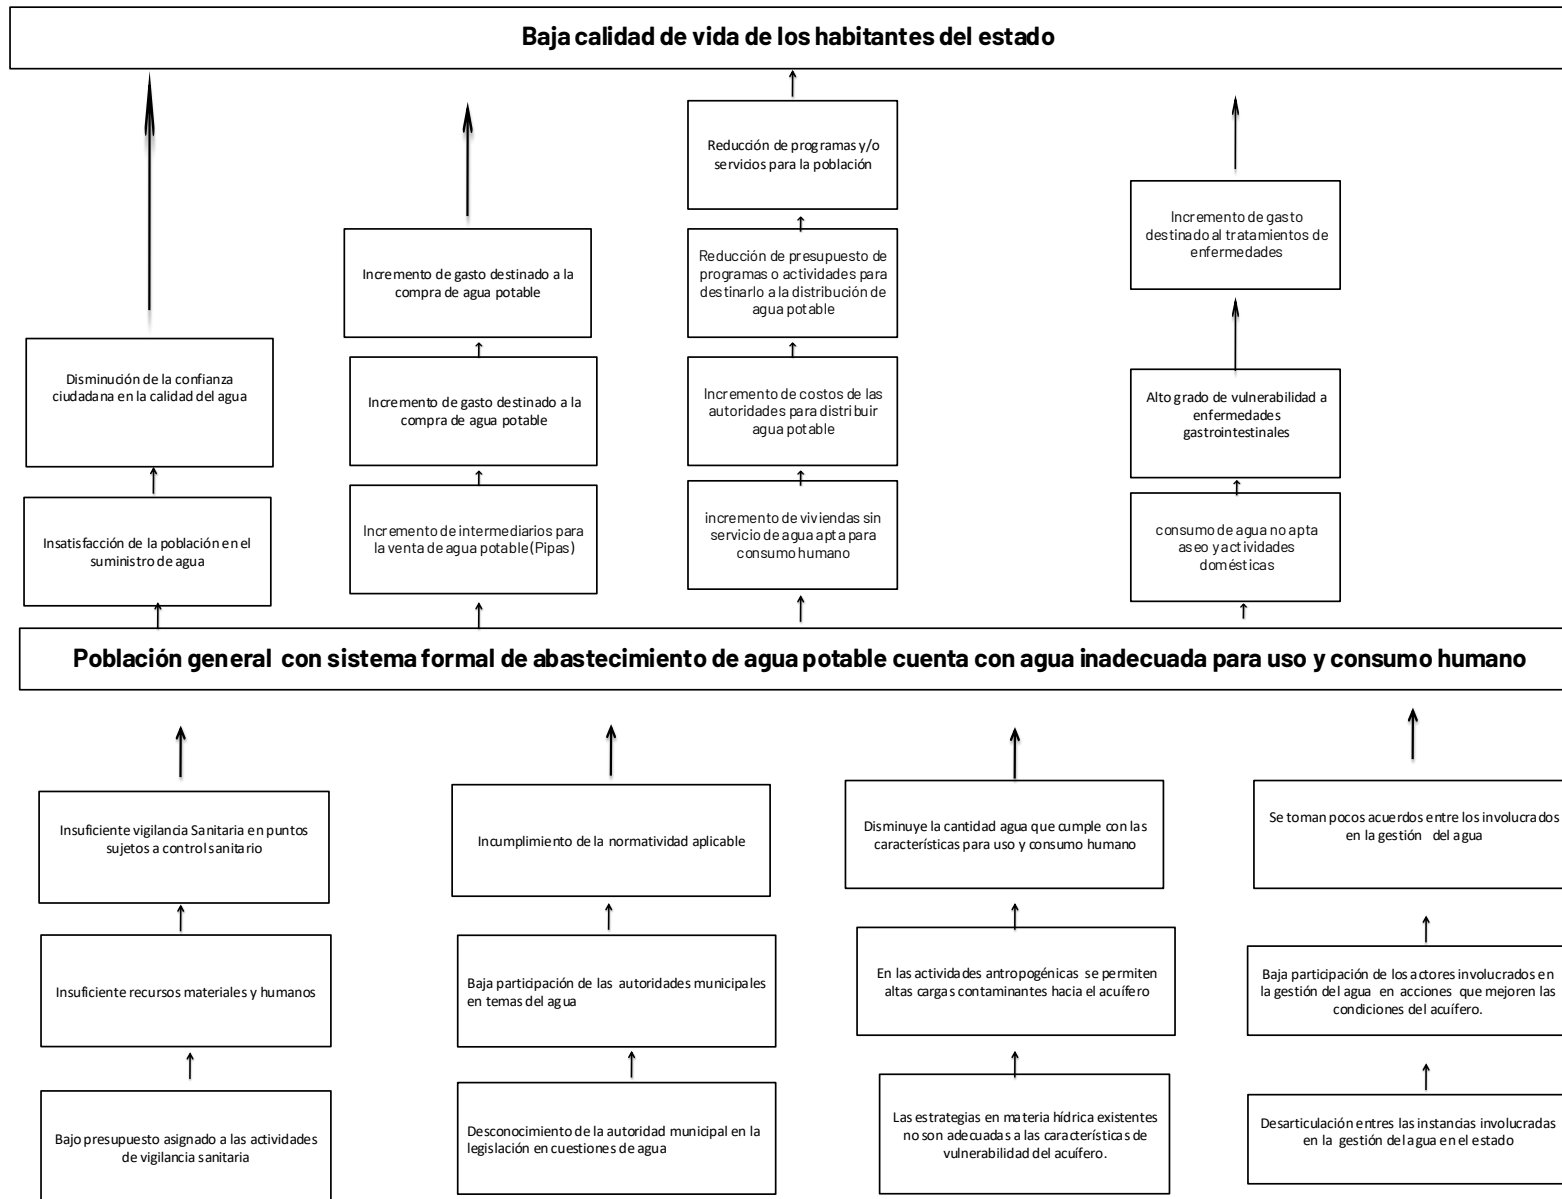 Baja calidad de vida de los habitantes del estado
Reducción de programas y/o
servicios para la población
Incremento de gasto
destinado al tratamientos de
enfermedades
Incremento de gasto destinado a la
compra de agua potable
Reducción de presupuesto de
programas o actividades para
destinarlo a la distribución de
agua potable
Disminución de la confianza
ciudadana en la calidad del agua
Incremento de gasto destinado a la
compra de agua potable
Incremento de costos de las
autoridades para distribuir
agua potable
Alto grado de vulnerabilidad a
enfermedades
gastrointestinales
Insatisfacción de la población en el
suministro de agua
Incremento de intermediarios para
la venta de agua potable(Pipas)
incremento de viviendas sin
servicio de agua apta para
consumo humano
consumo de agua no apta
aseo y actividades
domésticas
Población general con sistema formal de abastecimiento de agua potable cuenta con agua inadecuada para uso y consumo humano
Insuficiente vigilancia Sanitaria en puntos
sujetos a control sanitario
Incumplimiento de la normatividad aplicable
Disminuye la cantidad agua que cumple con las
características para uso y consumo humano
Se toman pocos acuerdos entre los involucrados
en la gestión del agua
Insuficiente recursos materiales y humanos
Baja participación de las autoridades municipales
en temas del agua
En las actividades antropogénicas se permiten
altas cargas contaminantes hacia el acuífero
Baja participación de los actores involucrados en
la gestión del agua en acciones que mejoren las
condiciones del acuífero.
Bajo presupuesto asignado a las actividades
de vigilancia sanitaria
Desconocimiento de la autoridad municipal en la
legislación en cuestiones de agua
Las estrategias en materia hídrica existentes
no son adecuadas a las características de
vulnerabilidad del acuífero.
Desarticulación entres las instancias involucradas
en la gestión del agua en el estado